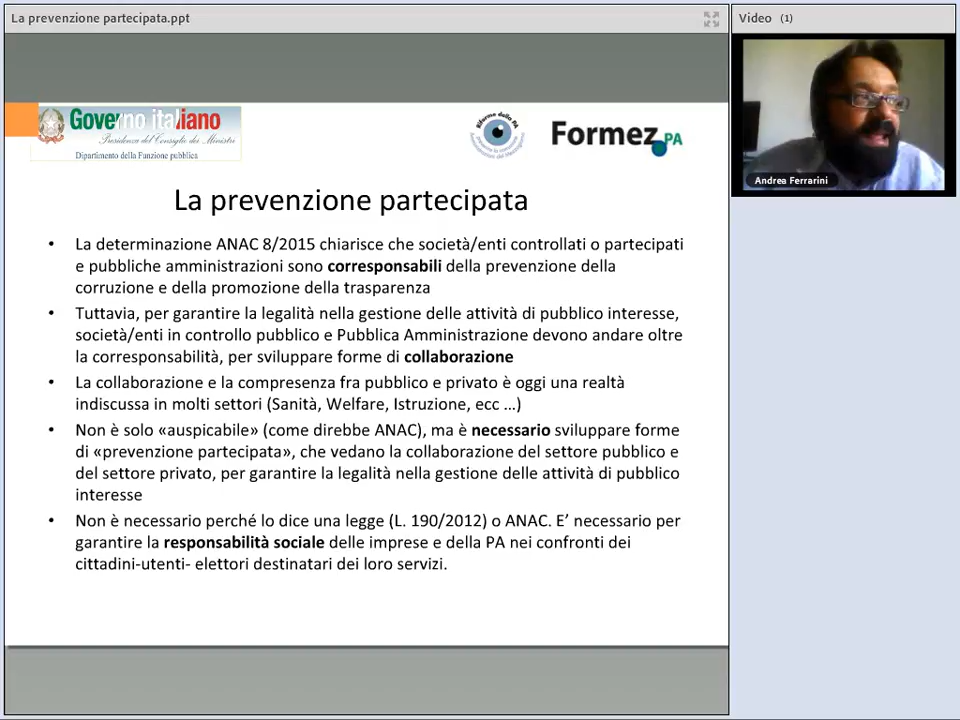 La prevenzione partecipata.ppt
Video (1)
Governo italiano
Presidenza del Consiglio dei Ministri
Dipartimento della Funzione pubblica
Riforme della PA
Formez PA
Andrea Ferrarini
La prevenzione partecipata
• La determinazione ANAC 8/2015 chiarisce che società/enti controllati o partecipati
e pubbliche amministrazioni sono corresponsabili della prevenzione della
corruzione e della promozione della trasparenza
• Tuttavia, per garantire la legalità nella gestione delle attività di pubblico interesse,
società/enti in controllo pubblico e Pubblica Amministrazione devono andare oltre
la corresponsabilità, per sviluppare forme di collaborazione
• La collaborazione e la compresenza fra pubblico e privato è oggi una realtà
indiscussa in molti settori (Sanità, Welfare, Istruzione, ecc …)
• Non è solo «auspicabile» (come direbbe ANAC), ma è necessario sviluppare forme
di «prevenzione partecipata», che vedano la collaborazione del settore pubblico e
del settore privato, per garantire la legalità nella gestione delle attività di pubblico
interesse
• Non è necessario perché lo dice una legge (L. 190/2012) o ANAC. E’ necessario per
garantire la responsabilità sociale delle imprese e della PA nei confronti dei
cittadini-utenti- elettori destinatari dei loro servizi.